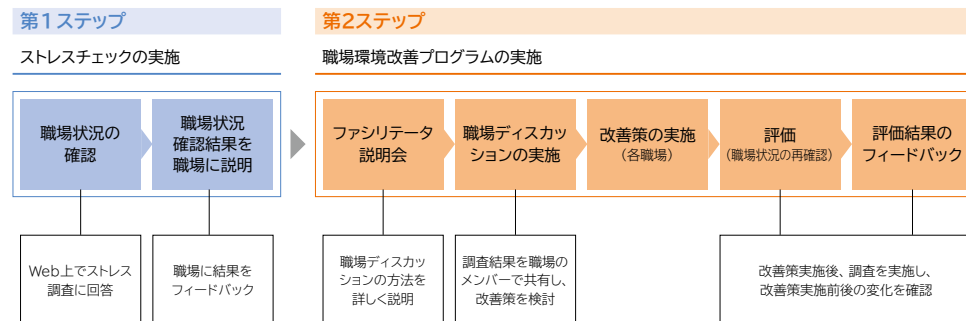 第1ステップ
ストレスチェックの実施
職場状況の
確認
職場状況
確認結果を
職場に説明
Web上でストレス
調査に回答
職場に結果を
フィードバック
第2ステップ
職場環境改善プログラムの実施
ファシリテータ
説明会
職場ディスカッ
ションの実施
改善策の実施
(各職場)
評価
(職場状況の再確認)
評価結果の
フィードバック
職場ディスカッ
ションの方法を
詳しく説明
調査結果を職場の
メンバーで共有し、
改善策を検討
改善策実施後、調査を実施し、
改善策実施前後の変化を確認